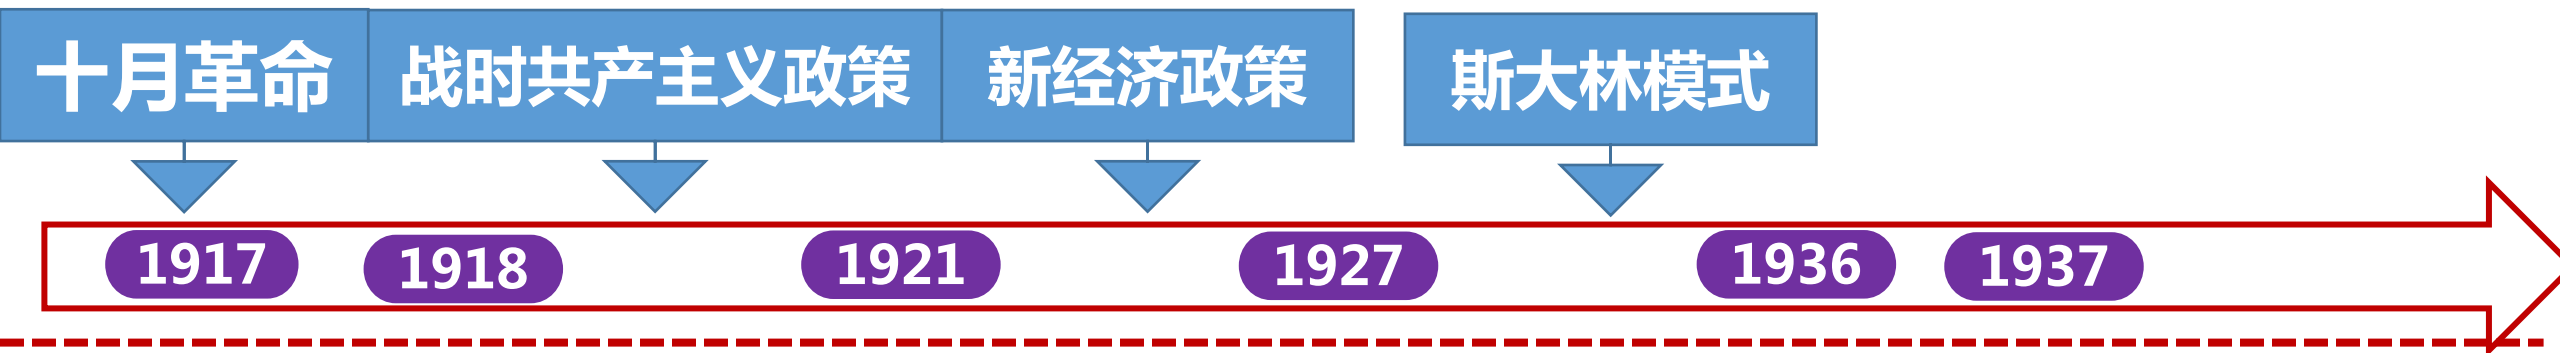 十月革命 战时共产主义政策 新经济政策 斯大林模式
1917 1918 1921 1927 1936 1937